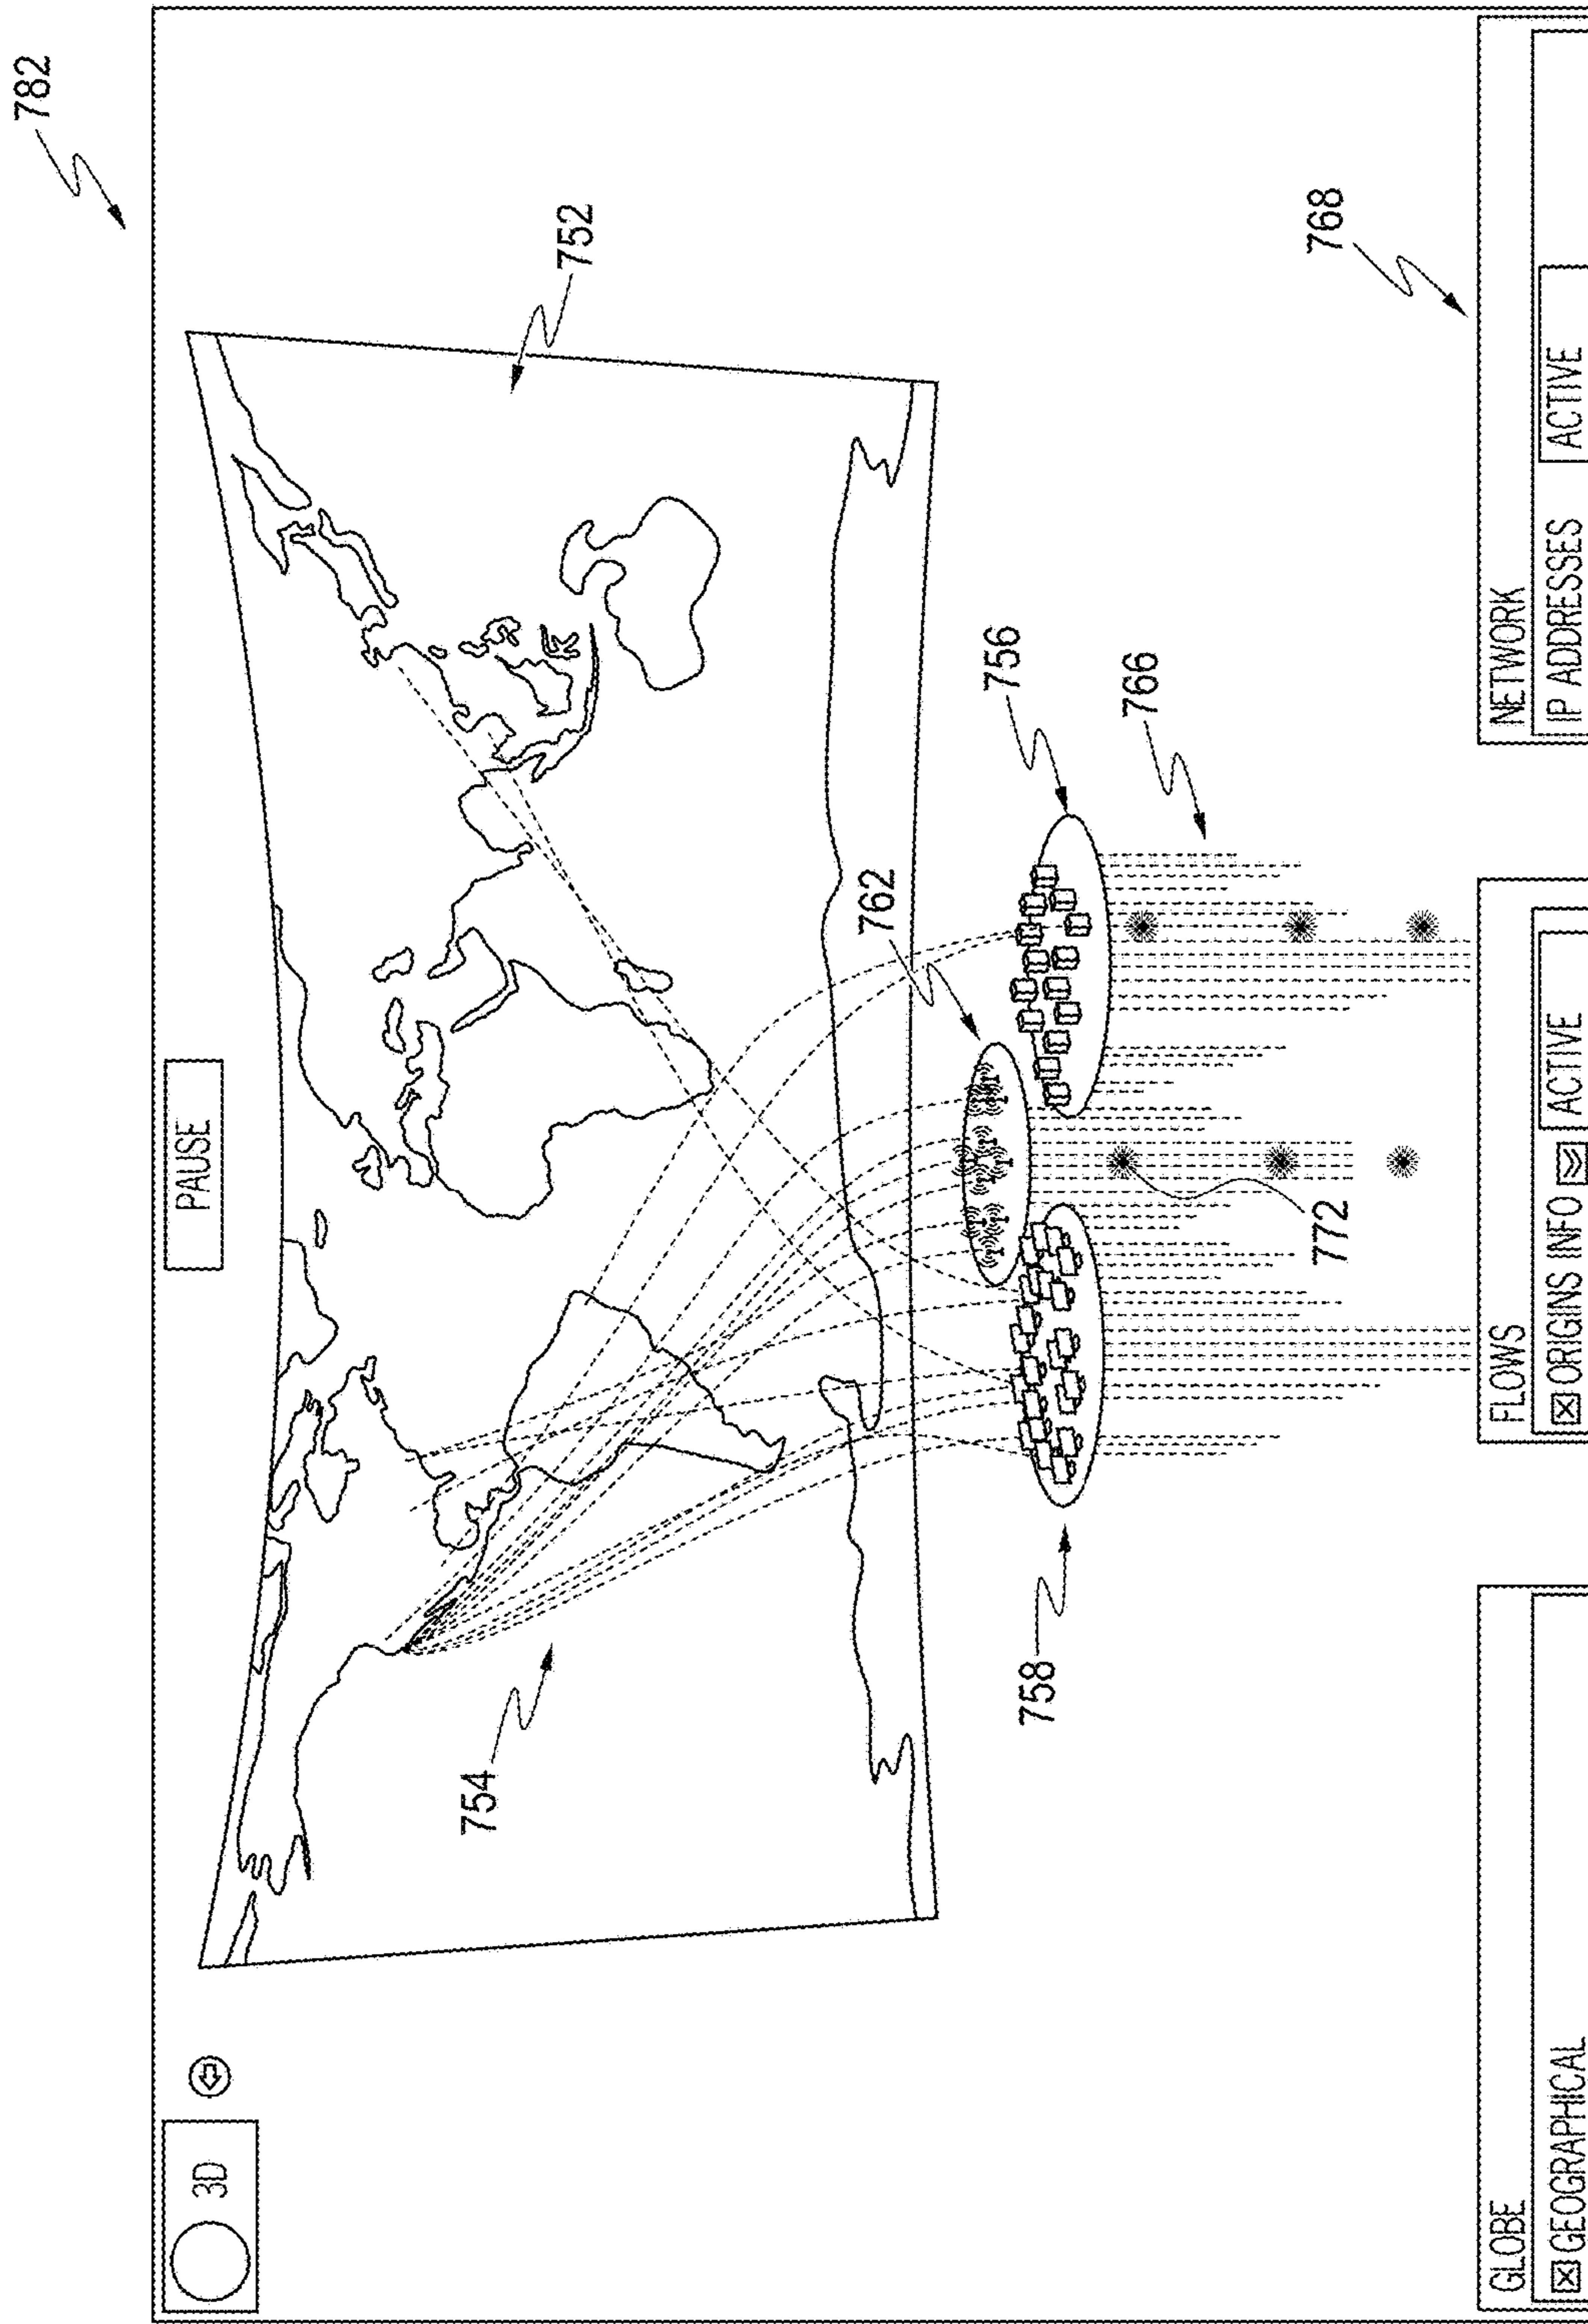 782
3D
PAUSE
752
754
762
756
758
766
772
768
GLOBE
☒ GEOGRAPHICAL
FLOWS
☒ ORIGINS INFO
ACTIVE
NETWORK
IP ADDRESSES
ACTIVE